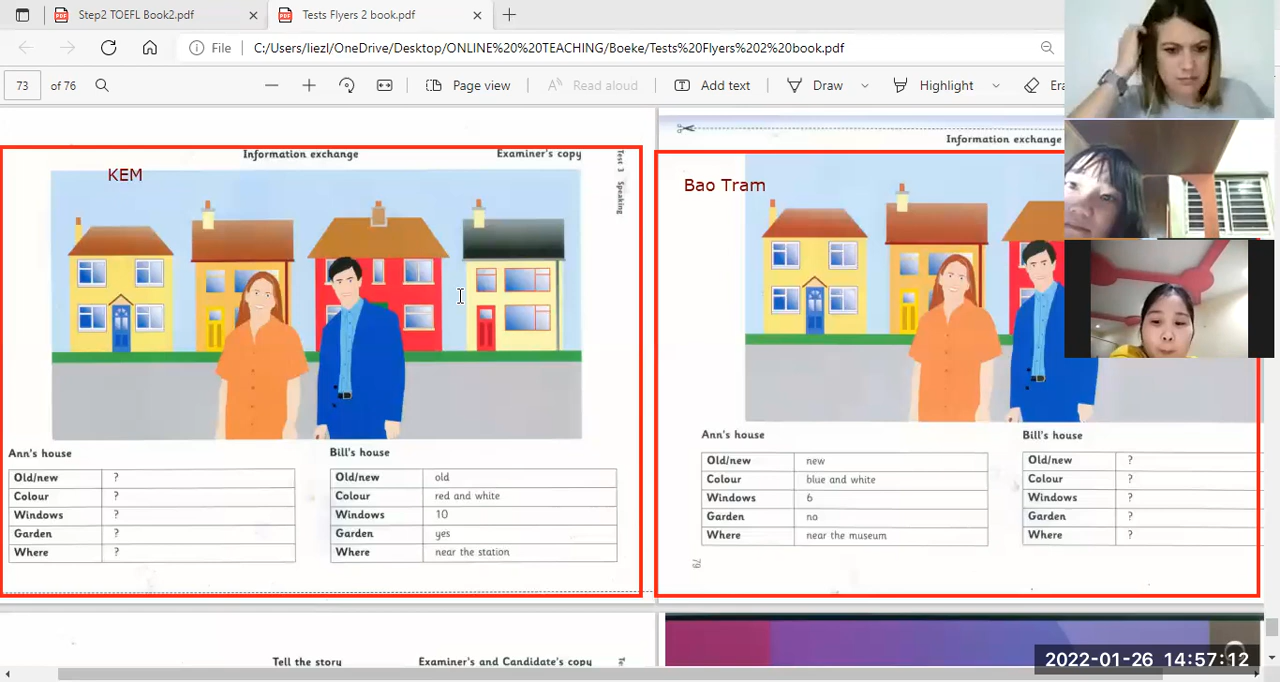 Step2 TOEFL Book2.pdf
Tests Flyers 2 book.pdf
File
C:/Users/liezl/OneDrive/Desktop/ONLINE%20%20TEACHING/Boeke/Tests%20Flyers%202%20book.pdf
73 of 76
Page view
Read aloud
Add text
Draw
Highlight
Information exchange
Examiner's copy
Test 3 Speaking
KEM
Ann's house
Old/new ?
Colour ?
Windows ?
Garden ?
Where ?
Bill's house
Old/new old
Colour red and white
Windows 10
Garden yes
Where near the station
Information exchange
Bao Tram
Ann's house
Old/new new
Colour blue and white
Windows 6
Garden no
Where near the museum
Bill's house
Old/new ?
Colour ?
Windows ?
Garden ?
Where ?
79
Tell the story
Examiner's and Candidate's copy
2022-01-26 14:57:12